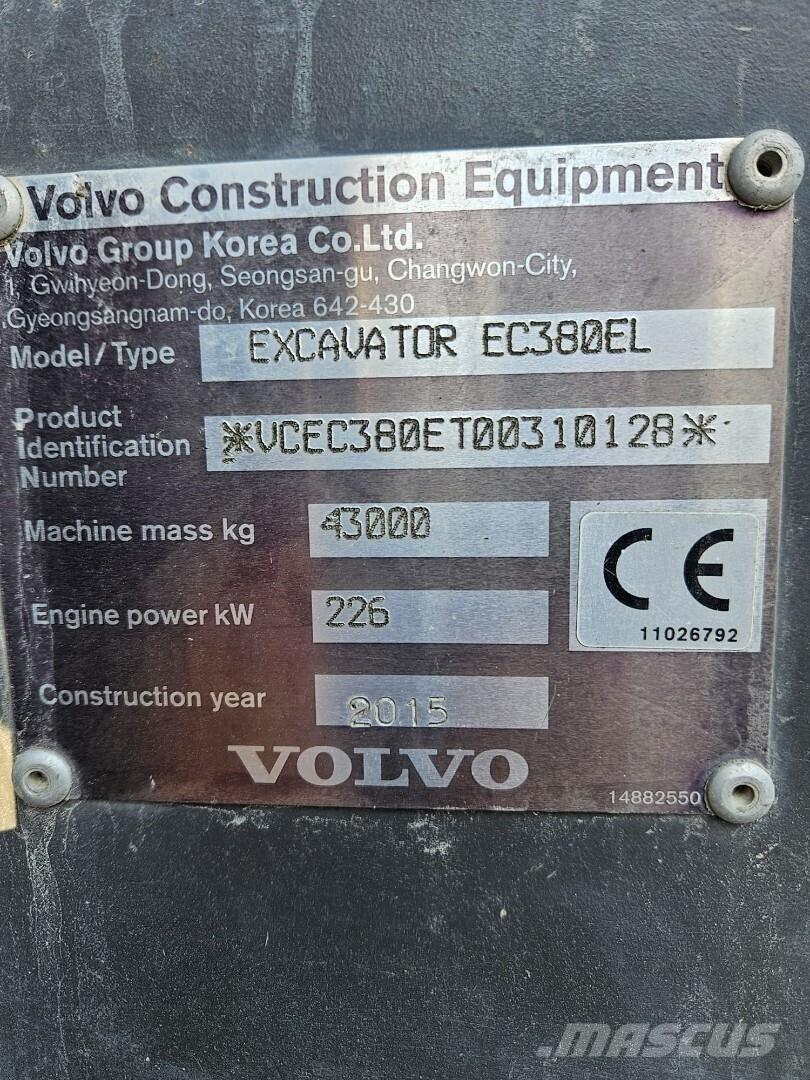 Volvo Construction Equipment
Volvo Group Korea Co.Ltd.
1, Gwihyeon-Dong, Seongsan-gu, Changwon-City,
Gyeongsangnam-do, Korea 642-430
Model/Type EXCAVATOR EC380EL
Product
Identification
Number
*VCEC380ET00310128*
Machine mass kg 43000
Engine power kW 226
Construction year 2015
CE
11026792
VOLVO
14882550
MASCUS